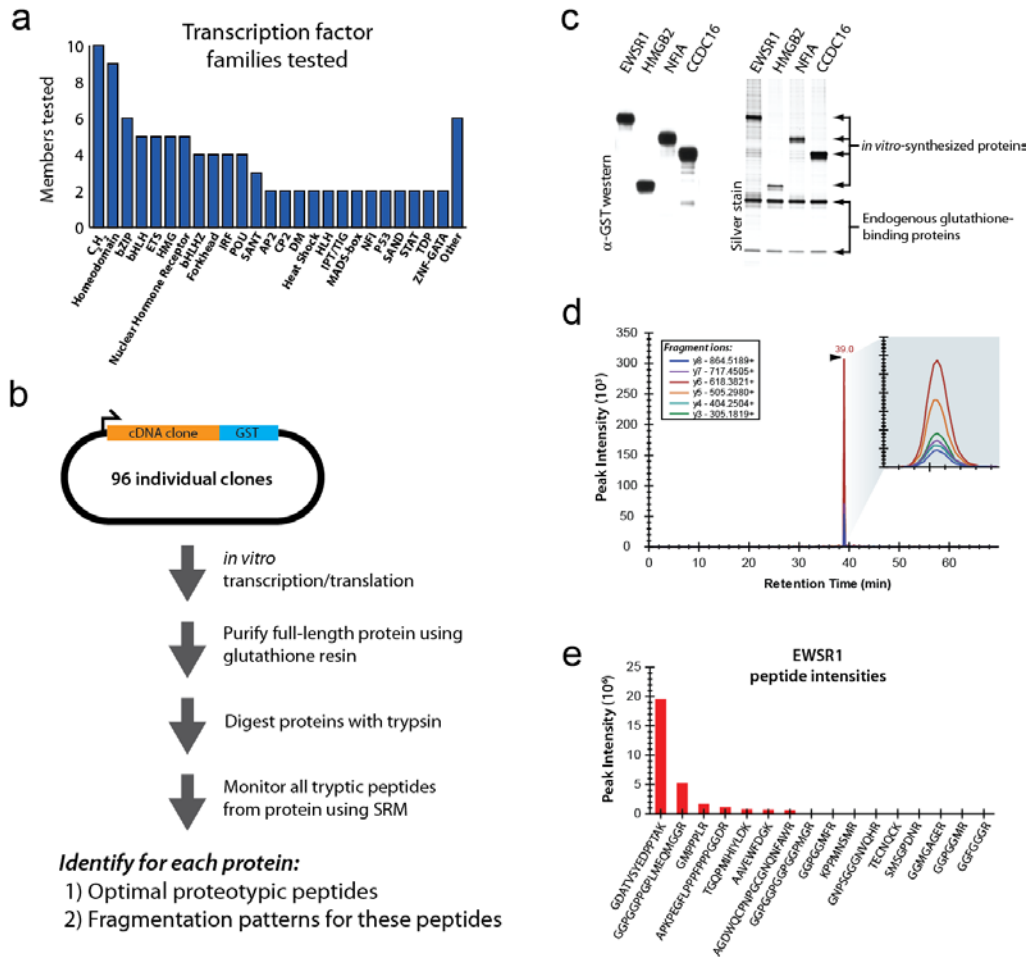 a
Transcription factor
families tested
Members tested
10
8
6
4
2
0
C₂H₂
Homeodomain
bZIP
bHLH
ETS
HMG
Nuclear Hormone Receptor
bHLHZ
Forkhead
IRF
POU
SANT
AP2
CP2
DM
Heat Shock
HLH
IPT/TIG
MADS-box
NFI
P53
SAND
STAT
TDP
ZNF-GATA
Other
b
cDNA clone GST
96 individual clones
in vitro
transcription/translation
Purify full-length protein using
glutathione resin
Digest proteins with trypsin
Monitor all tryptic peptides
from protein using SRM
Identify for each protein:
1) Optimal proteotypic peptides
2) Fragmentation patterns for these peptides
c
EWSR1
HMGB2
NFIA
CCDC16
α-GST western
EWSR1
HMGB2
NFIA
CCDC16
Silver stain
in vitro-synthesized proteins
Endogenous glutathione-
binding proteins
d
Peak Intensity (10³)
350
300
250
200
150
100
50
0
39.0
Fragment ions:
y8 - 864.5189+
y7 - 717.4505+
y6 - 618.3821+
y5 - 505.2980+
y4 - 404.2504+
y3 - 305.1819+
0 10 20 30 40 50 60
Retention Time (min)
e
EWSR1
peptide intensities
Peak Intensity (10⁶)
25
20
15
10
5
0
GDATVSYEDPPTAK
GGPGGPPGPLMEQMGGR
GMPPPLR
APKPEGFLPPPFPPPGGDR
TGQPMIHIYLDK
AAVEWFDGK
AGDWQCPNPGCGNQNFAWR
GGPGGPGGPGGPMGR
GGPGGMFR
KPPMNNSMR
GNPSGGGNVQHR
TECNQCK
SMSGPDNR
GGMGAGER
GGPGGMR
GGFGGGR